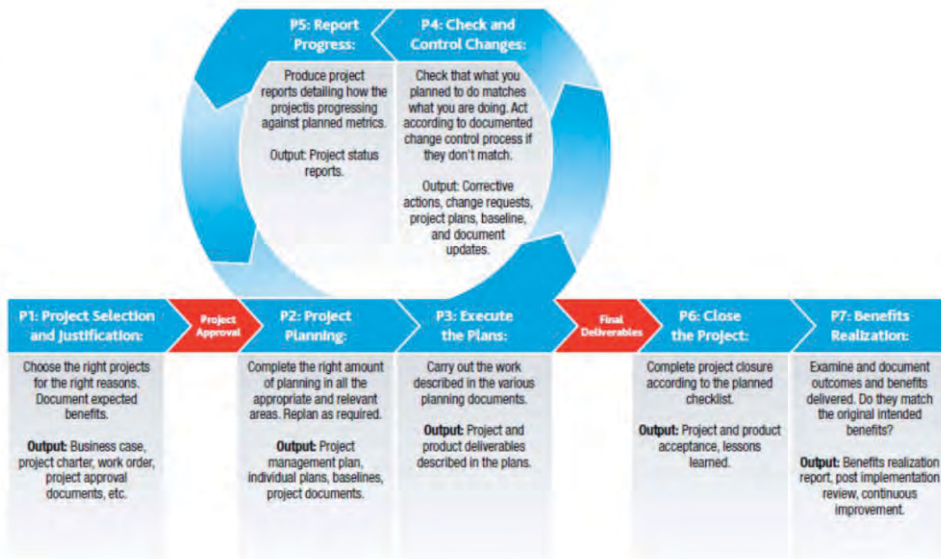 P5: Report
Progress:
Produce project
reports detailing how the
projectis progressing
against planned metrics.
Output: Project status
reports.
P4: Check and
Control Changes:
Check that what you
planned to do matches
what you are doing. Act
according to documented
change control process if
they don't match.
Output: Corrective
actions, change requests,
project plans, baseline,
and document
updates.
P1: Project Selection
and Justification:
Choose the right projects
for the right reasons.
Document expected
benefits.
Output: Business case,
project charter, work order,
project approval
documents, etc.
Project
Approval
P2: Project
Planning:
Complete the right amount
of planning in all the
appropriate and relevant
areas. Replan as required.
Output: Project
management plan,
individual plans, baselines,
project documents.
P3: Execute
the Plans:
Carry out the work
described in the various
planning documents.
Output: Project and
product deliverables
described in the plans.
Final
Deliverables
P6: Close
the Project:
Complete project closure
according to the planned
checklist.
Output: Project and product
acceptance, lessons
learned.
P7: Benefits
Realization:
Examine and document
outcomes and benefits
delivered. Do they match
the original intended
benefits?
Output: Benefits realization
report, post implementation
review, continuous
improvement.